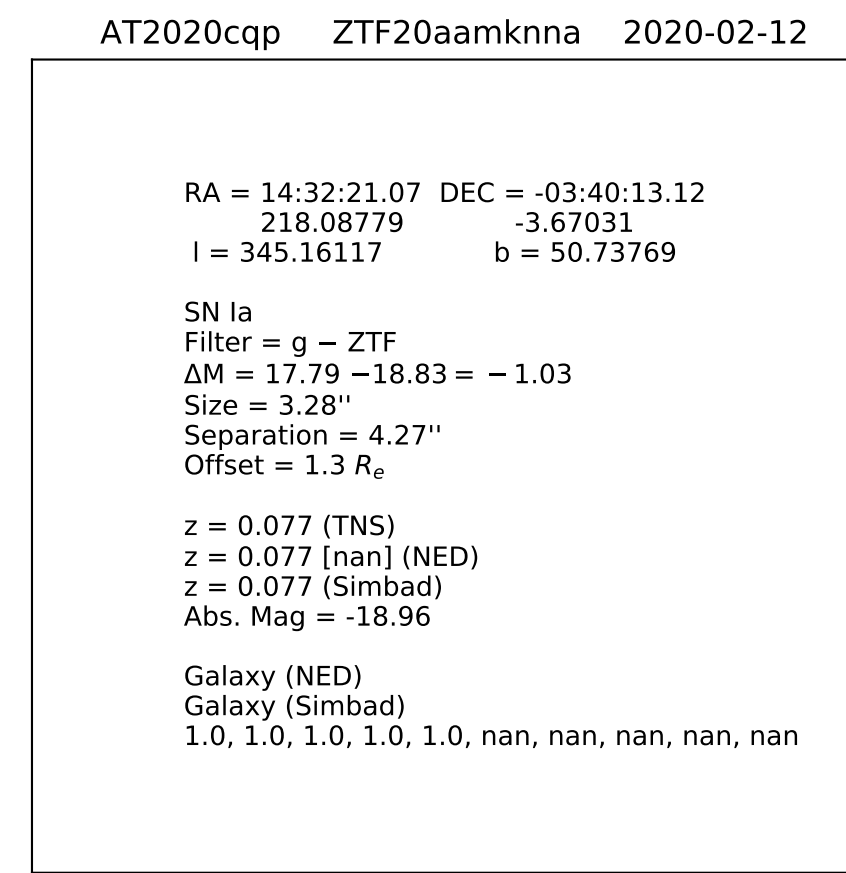 AT2020cqp ZTF20aamknna 2020-02-12
RA = 14:32:21.07 DEC = -03:40:13.12
218.08779 -3.67031
l = 345.16117 b = 50.73769
SN Ia
Filter = g − ZTF
ΔM = 17.79 −18.83 = − 1.03
Size = 3.28''
Separation = 4.27''
Offset = 1.3 Rₑ
z = 0.077 (TNS)
z = 0.077 [nan] (NED)
z = 0.077 (Simbad)
Abs. Mag = -18.96
Galaxy (NED)
Galaxy (Simbad)
1.0, 1.0, 1.0, 1.0, 1.0, nan, nan, nan, nan, nan